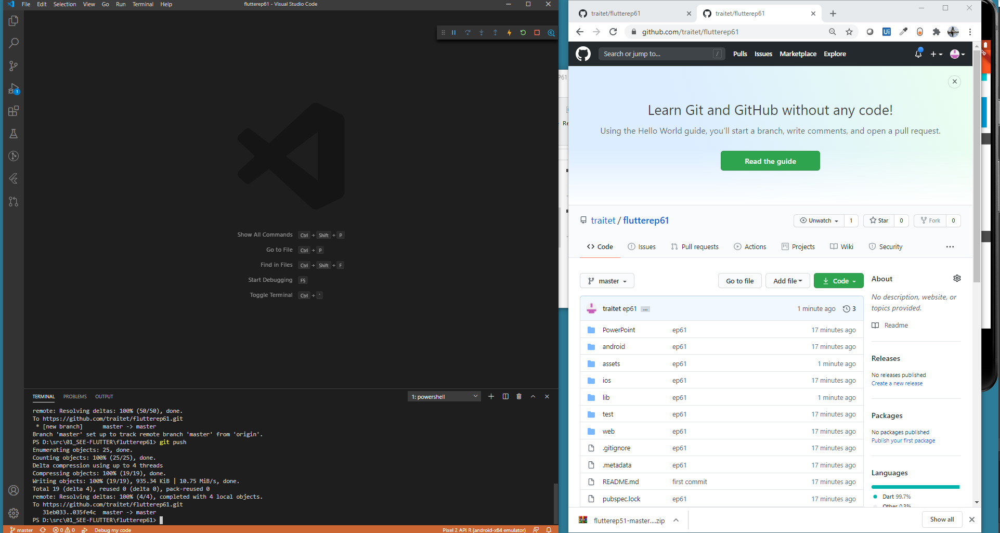 File Edit Selection View Go Run Terminal Help
flutterep61 - Visual Studio Code
Show All Commands Ctrl + Shift + P
Go to File Ctrl + P
Find in Files Ctrl + Shift + F
Start Debugging F5
Toggle Terminal Ctrl + `
TERMINAL PROBLEMS OUTPUT
1: powershell
remote: Resolving deltas: 100% (50/50), done.
To https://github.com/traitet/flutterep61.git
* [new branch] master -> master
Branch 'master' set up to track remote branch 'master' from 'origin'.
PS D:\src\01_SEE-FLUTTER\flutterep61> git push
Enumerating objects: 25, done.
Counting objects: 100% (25/25), done.
Delta compression using up to 4 threads
Compressing objects: 100% (19/19), done.
Writing objects: 100% (19/19), 935.34 KiB | 10.75 MiB/s, done.
Total 19 (delta 4), reused 0 (delta 0), pack-reused 0
remote: Resolving deltas: 100% (4/4), completed with 4 local objects.
To https://github.com/traitet/flutterep61.git
31eb033..035fe4c master -> master
PS D:\src\01_SEE-FLUTTER\flutterep61>
1
master 0 0 Debug my code
Pixel 2 API R (android-x64 emulator)
P61
Re
traitet/flutterep61
traitet/flutterep61
github.com/traitet/flutterep61
Ui
Search or jump to... /
Pulls Issues Marketplace Explore
Learn Git and GitHub without any code!
Using the Hello World guide, you’ll start a branch, write comments, and open a pull request.
Read the guide
traitet / flutterep61
Unwatch 1
Star 0
Fork 0
Code Issues Pull requests Actions Projects Wiki Security
master
Go to file
Add file
Code
traitet ep61 ... 1 minute ago 3
PowerPoint ep61 17 minutes ago
android ep61 17 minutes ago
assets ep61 1 minute ago
ios ep61 17 minutes ago
lib ep61 1 minute ago
test ep61 17 minutes ago
web ep61 17 minutes ago
.gitignore ep61 17 minutes ago
.metadata ep61 17 minutes ago
README.md first commit 17 minutes ago
pubspec.lock ep61 17 minutes ago
About
No description, website, or
topics provided.
Readme
Releases
No releases published
Create a new release
Packages
No packages published
Publish your first package
Languages
Dart 99.7%
Other 0.3%
flutterep51-master....zip
Show all